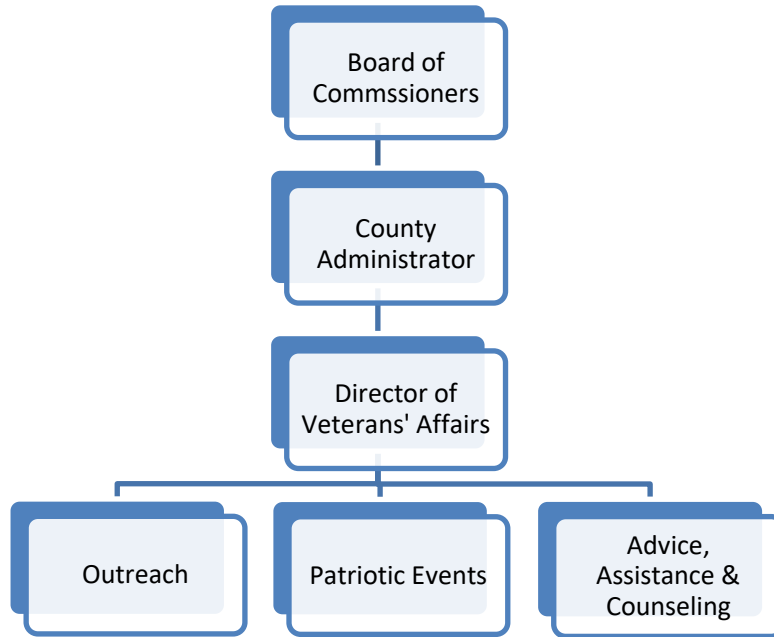 Board of
Commssioners
County
Administrator
Director of
Veterans' Affairs
Outreach
Patriotic Events
Advice,
Assistance &
Counseling